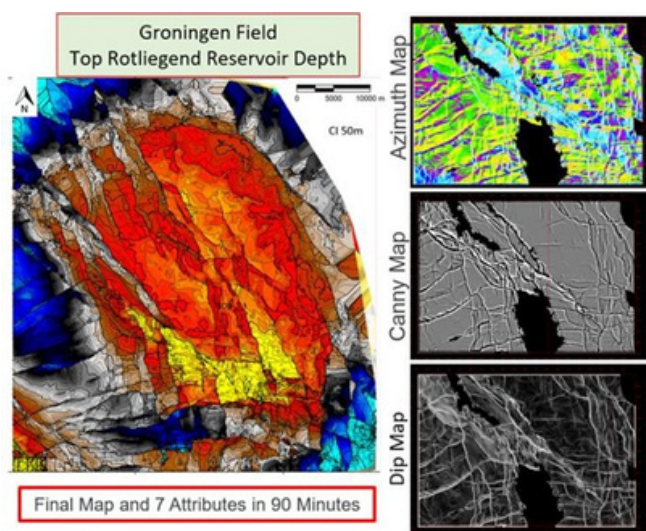 Groningen Field
Top Rotliegend Reservoir Depth
N
0 5000 10000 m
CI 50m
Final Map and 7 Attributes in 90 Minutes
Azimuth Map
Canny Map
Dip Map